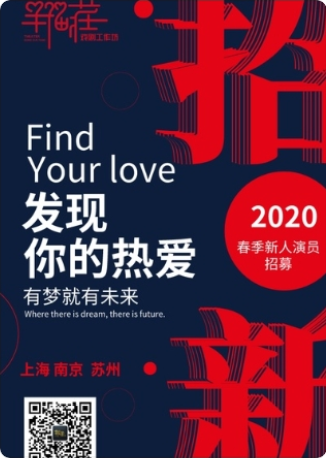 招
Find
Your love
发现
你的热爱
有梦就有未来
Where there is dream, there is future.
2020
春季新人演员
招募
上海 南京 苏州
新